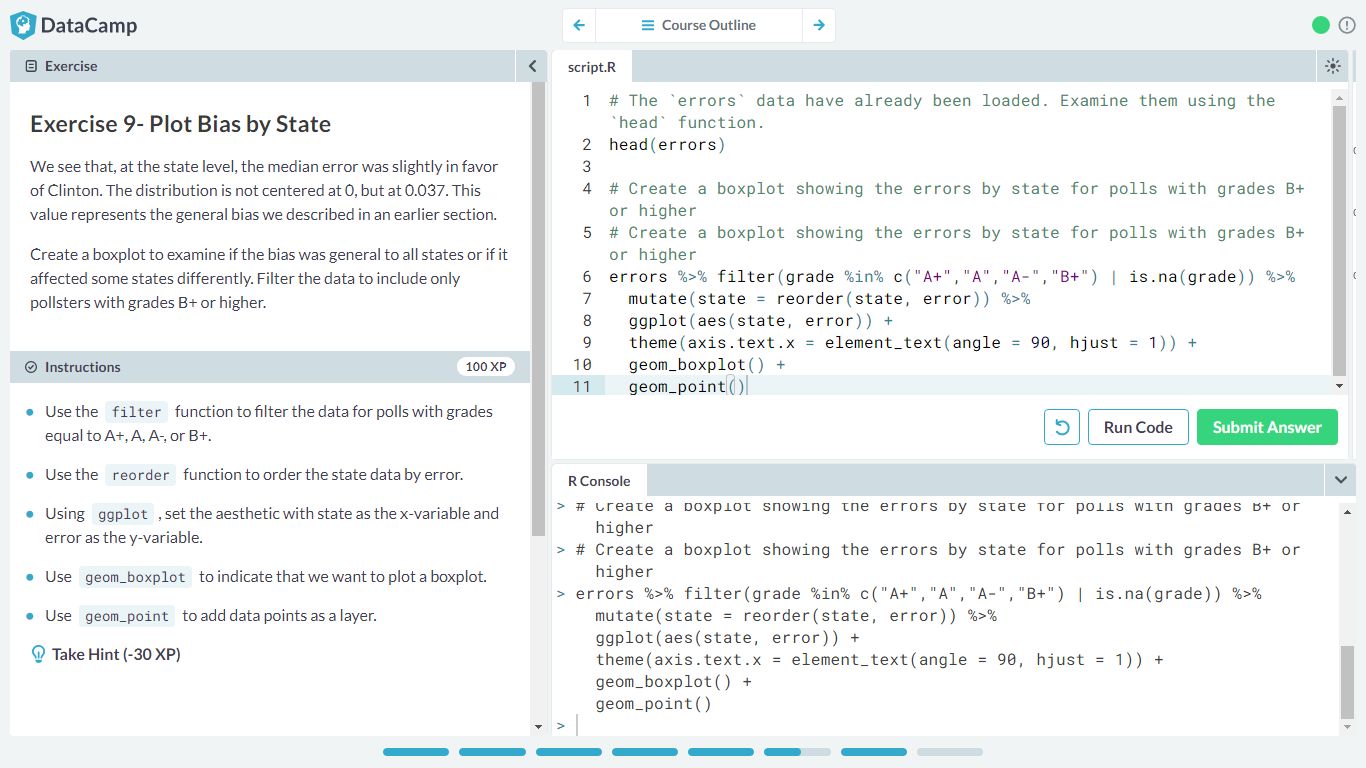 DataCamp
Course Outline
Exercise
Exercise 9- Plot Bias by State
We see that, at the state level, the median error was slightly in favor
of Clinton. The distribution is not centered at 0, but at 0.037. This
value represents the general bias we described in an earlier section.
Create a boxplot to examine if the bias was general to all states or if it
affected some states differently. Filter the data to include only
pollsters with grades B+ or higher.
Instructions
100 XP
Use the filter function to filter the data for polls with grades
equal to A+, A, A-, or B+.
Use the reorder function to order the state data by error.
Using ggplot , set the aesthetic with state as the x-variable and
error as the y-variable.
Use geom_boxplot to indicate that we want to plot a boxplot.
Use geom_point to add data points as a layer.
Take Hint (-30 XP)
script.R
1 # The `errors` data have already been loaded. Examine them using the
`head` function.
2 head(errors)
3
4 # Create a boxplot showing the errors by state for polls with grades B+
or higher
5 # Create a boxplot showing the errors by state for polls with grades B+
or higher
6 errors %>% filter(grade %in% c("A+","A","A-","B+") | is.na(grade)) %>%
7 mutate(state = reorder(state, error)) %>%
8 ggplot(aes(state, error)) +
9 theme(axis.text.x = element_text(angle = 90, hjust = 1)) +
10 geom_boxplot() +
11 geom_point()
Run Code
Submit Answer
R Console
> # Create a boxplot showing the errors by state for polls with grades B+ or
higher
> # Create a boxplot showing the errors by state for polls with grades B+ or
higher
> errors %>% filter(grade %in% c("A+","A","A-","B+") | is.na(grade)) %>%
mutate(state = reorder(state, error)) %>%
ggplot(aes(state, error)) +
theme(axis.text.x = element_text(angle = 90, hjust = 1)) +
geom_boxplot() +
geom_point()
>